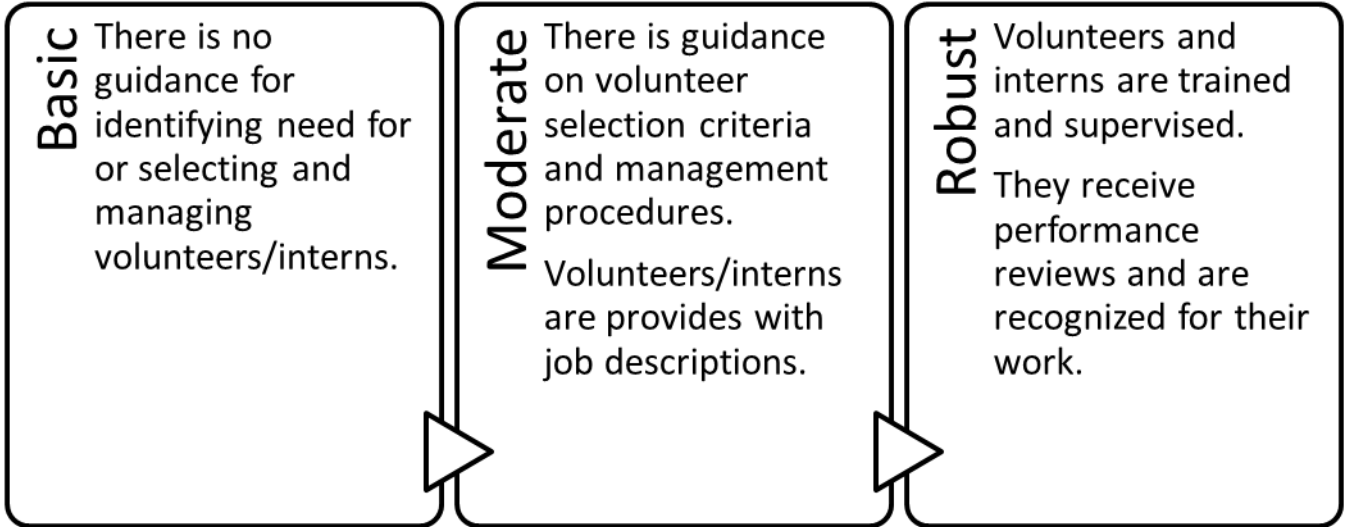 Basic
There is no
guidance for
identifying need for
or selecting and
managing
volunteers/interns.
Moderate
There is guidance
on volunteer
selection criteria
and management
procedures.
Volunteers/interns
are provides with
job descriptions.
Robust
Volunteers and
interns are trained
and supervised.
They receive
performance
reviews and are
recognized for their
work.